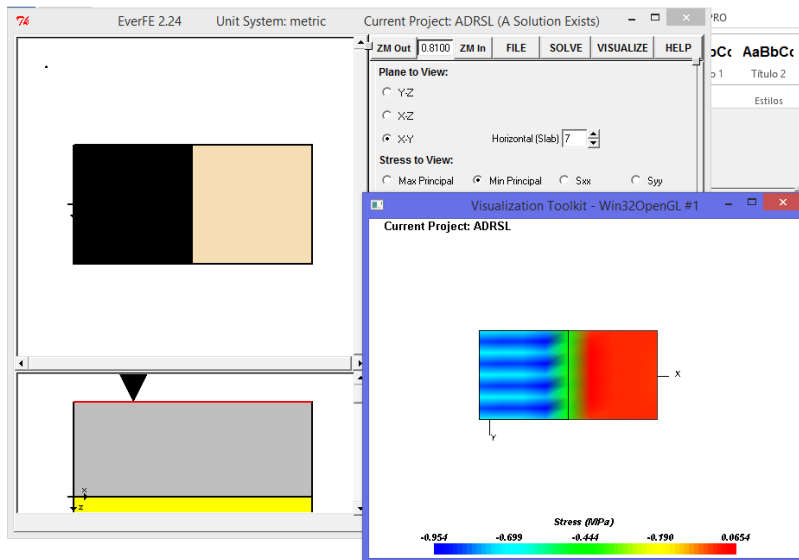 EverFE 2.24 Unit System: metric Current Project: ADRSL (A Solution Exists)
ZM Out 0.8100 ZM In FILE SOLVE VISUALIZE HELP
Plane to View:
Y-Z
X-Z
X-Y Horizontal (Slab) 7
Stress to View:
Max Principal Min Principal Sxx Syy
AaBbCc
Título 2
Estilos
x
z
Visualization Toolkit - Win32OpenGL #1
Current Project: ADRSL
X
Y
Stress (MPa)
-0.954 -0.699 -0.444 -0.190 0.0654